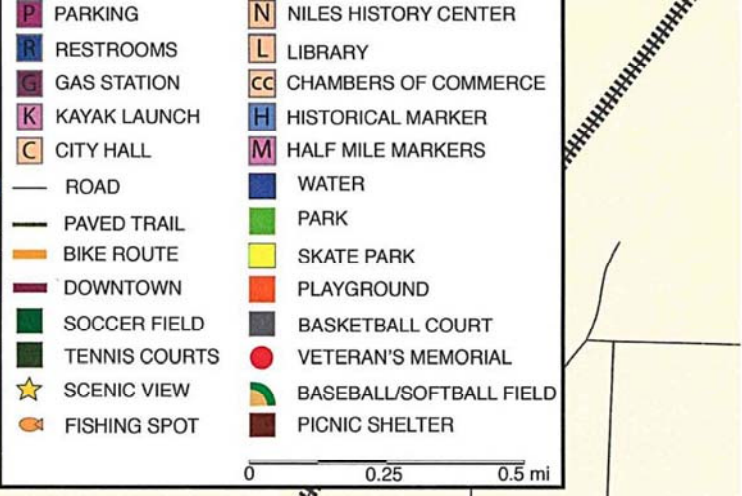 P PARKING
R RESTROOMS
G GAS STATION
K KAYAK LAUNCH
C CITY HALL
ROAD
PAVED TRAIL
BIKE ROUTE
DOWNTOWN
SOCCER FIELD
TENNIS COURTS
SCENIC VIEW
FISHING SPOT
N NILES HISTORY CENTER
L LIBRARY
CC CHAMBERS OF COMMERCE
H HISTORICAL MARKER
M HALF MILE MARKERS
WATER
PARK
SKATE PARK
PLAYGROUND
BASKETBALL COURT
VETERAN'S MEMORIAL
BASEBALL/SOFTBALL FIELD
PICNIC SHELTER
0 0.25 0.5 mi